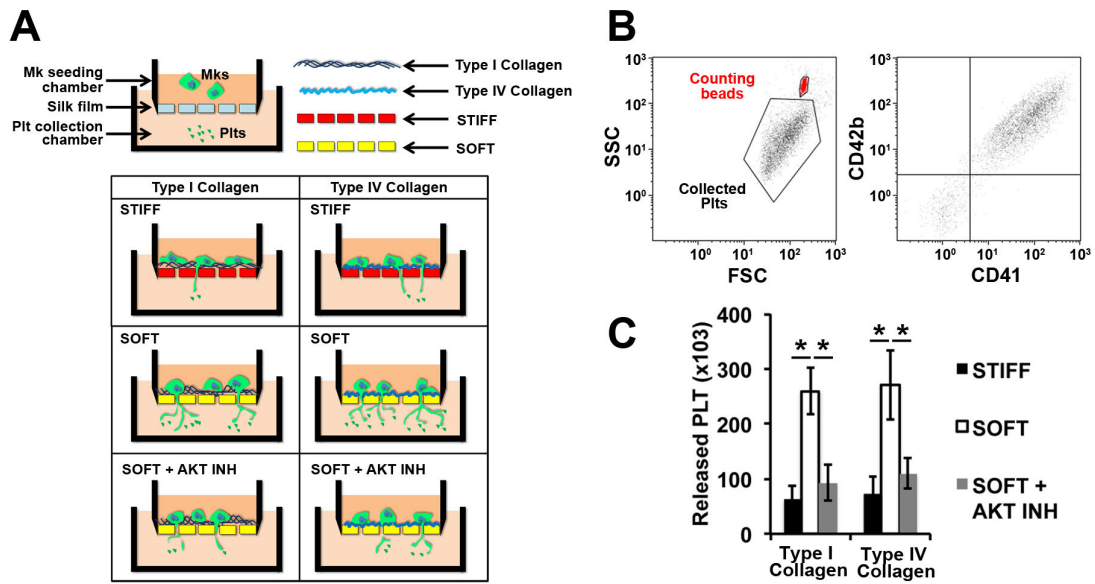 A
Mk seeding
chamber
Silk film
Plt collection
chamber
Mks
Plts
Type I Collagen
Type IV Collagen
STIFF
SOFT
Type I Collagen
Type IV Collagen
STIFF
STIFF
SOFT
SOFT
SOFT + AKT INH
SOFT + AKT INH
B
SSC
10³
10²
10¹
10⁰
Counting
beads
Collected
Plts
10⁰
10¹
10²
10³
FSC
CD42b
10³
10²
10¹
10⁰
10⁰
10¹
10²
10³
CD41
C
Released PLT (x103)
400
300
200
100
0
* *
* *
Type I
Collagen
Type IV
Collagen
STIFF
SOFT
SOFT +
AKT INH